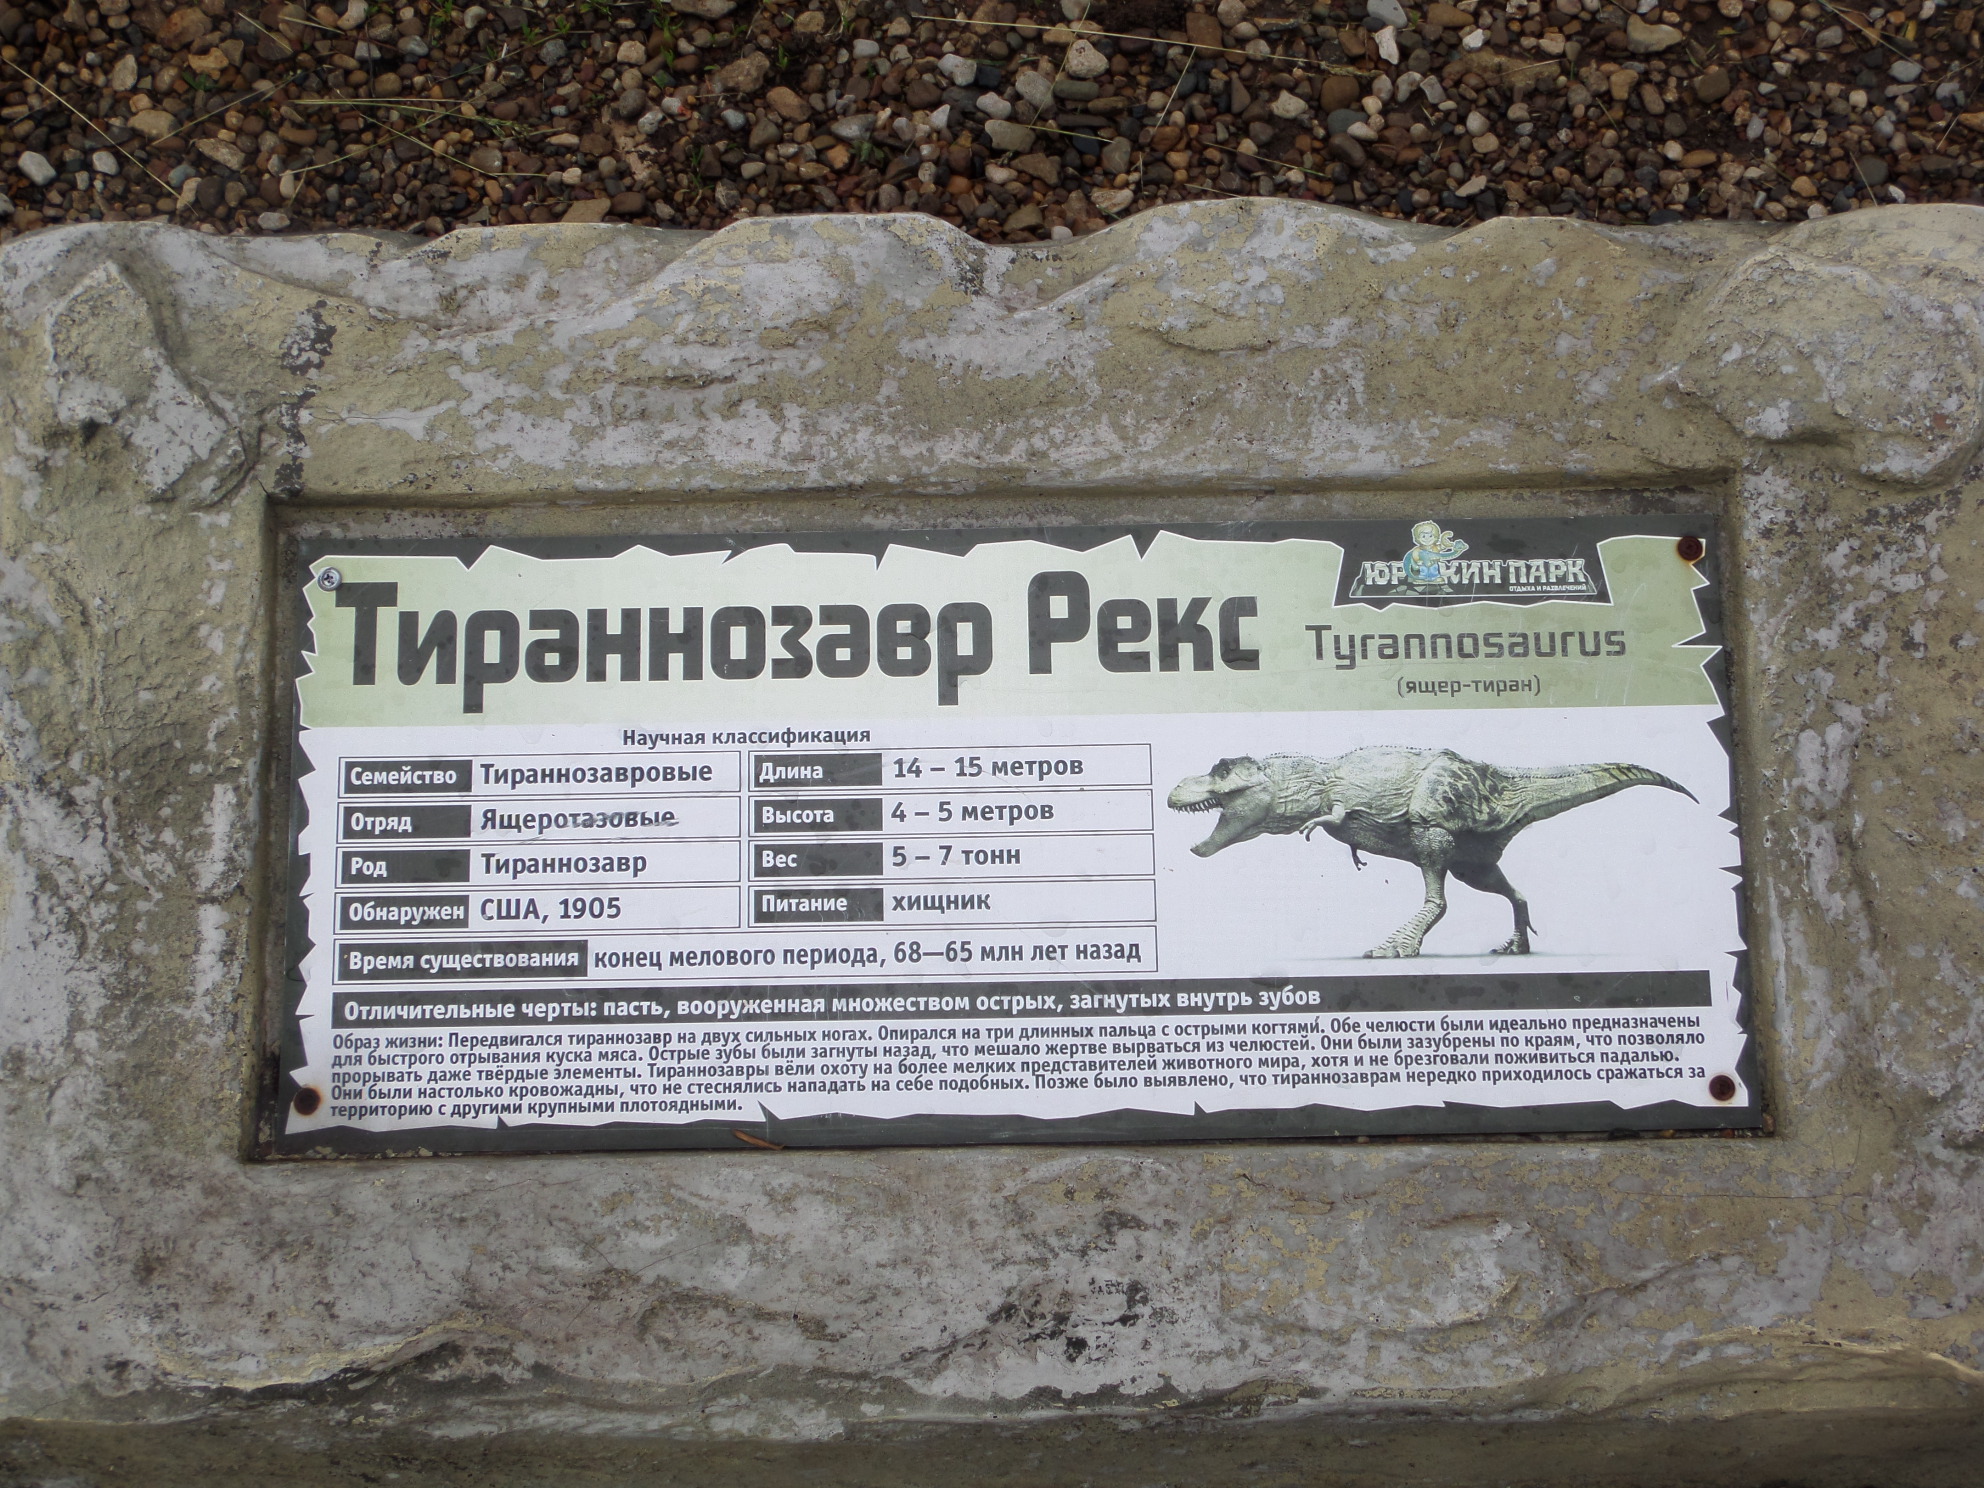 ЮРКИН ПАРК
ОТДЫХА И РАЗВЛЕЧЕНИЙ
Тираннозавр Рекс
Tyrannosaurus
(ящер-тиран)
Научная классификация
Семейство Тираннозавровые
Длина 14 – 15 метров
Отряд Ящеротазовые
Высота 4 – 5 метров
Род Тираннозавр
Вес 5 – 7 тонн
Обнаружен США, 1905
Питание хищник
Время существования конец мелового периода, 68—65 млн лет назад
Отличительные черты: пасть, вооруженная множеством острых, загнутых внутрь зубов
Образ жизни: Передвигался тираннозавр на двух сильных ногах. Опирался на три длинных пальца с острыми когтями. Обе челюсти были идеально предназначены
для быстрого отрывания куска мяса. Острые зубы были загнуты назад, что мешало жертве вырваться из челюстей. Они были зазубрены по краям, что позволяло
прорывать даже твёрдые элементы. Тираннозавры вели охоту на более мелких представителей животного мира, хотя и не брезговали поживиться падалью.
Они были настолько кровожадны, что не стеснялись нападать на себе подобных. Позже было выявлено, что тираннозаврам нередко приходилось сражаться за
территорию с другими крупными плотоядными.